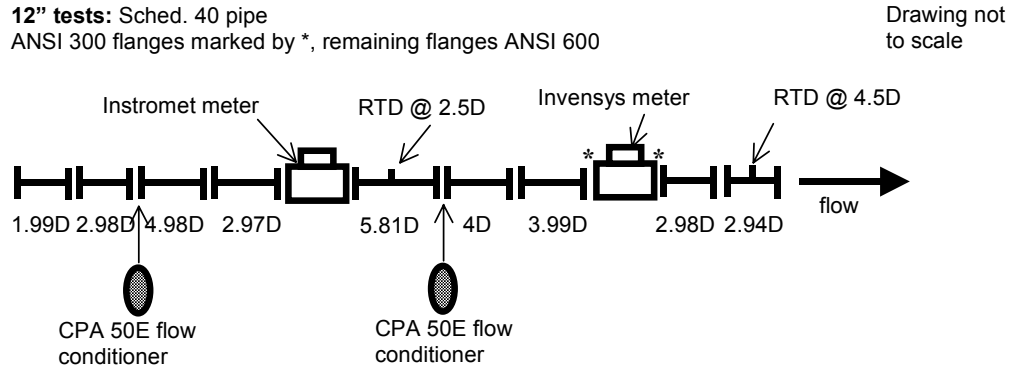 12” tests: Sched. 40 pipe
ANSI 300 flanges marked by *, remaining flanges ANSI 600
Drawing not
to scale
Instromet meter
RTD @ 2.5D
Invensys meter
RTD @ 4.5D
* *
flow
1.99D 2.98D 4.98D 2.97D 5.81D 4D 3.99D 2.98D 2.94D
CPA 50E flow
conditioner
CPA 50E flow
conditioner